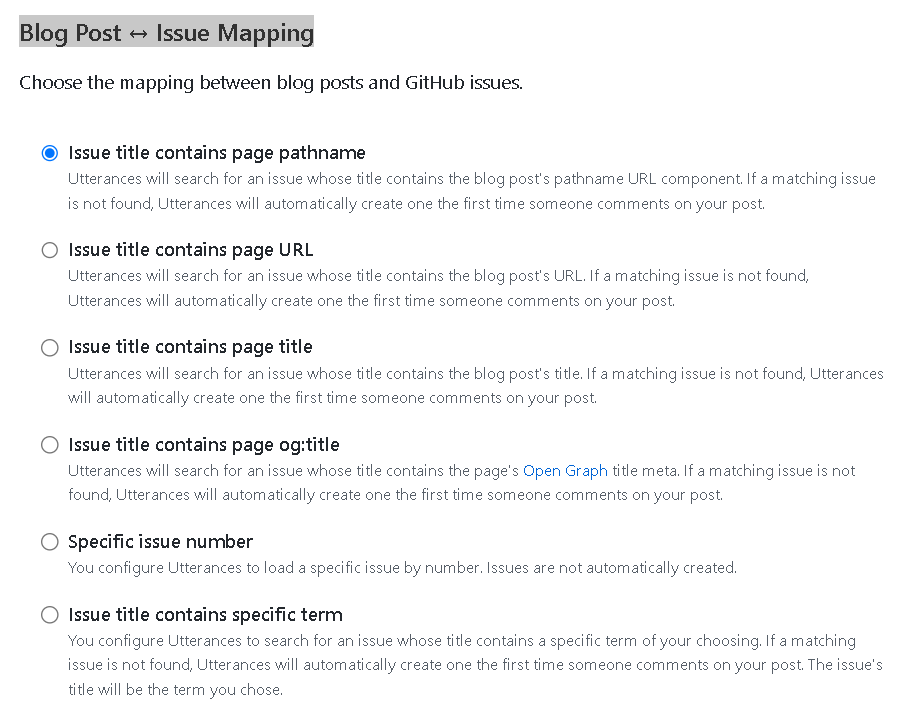 Blog Post ↔ Issue Mapping
Choose the mapping between blog posts and GitHub issues.
Issue title contains page pathname
Utterances will search for an issue whose title contains the blog post's pathname URL component. If a matching issue
is not found, Utterances will automatically create one the first time someone comments on your post.
Issue title contains page URL
Utterances will search for an issue whose title contains the blog post's URL. If a matching issue is not found,
Utterances will automatically create one the first time someone comments on your post.
Issue title contains page title
Utterances will search for an issue whose title contains the blog post's title. If a matching issue is not found, Utterances
will automatically create one the first time someone comments on your post.
Issue title contains page og:title
Utterances will search for an issue whose title contains the page's Open Graph title meta. If a matching issue is not
found, Utterances will automatically create one the first time someone comments on your post.
Specific issue number
You configure Utterances to load a specific issue by number. Issues are not automatically created.
Issue title contains specific term
You configure Utterances to search for an issue whose title contains a specific term of your choosing. If a matching
issue is not found, Utterances will automatically create one the first time someone comments on your post. The issue's
title will be the term you chose.